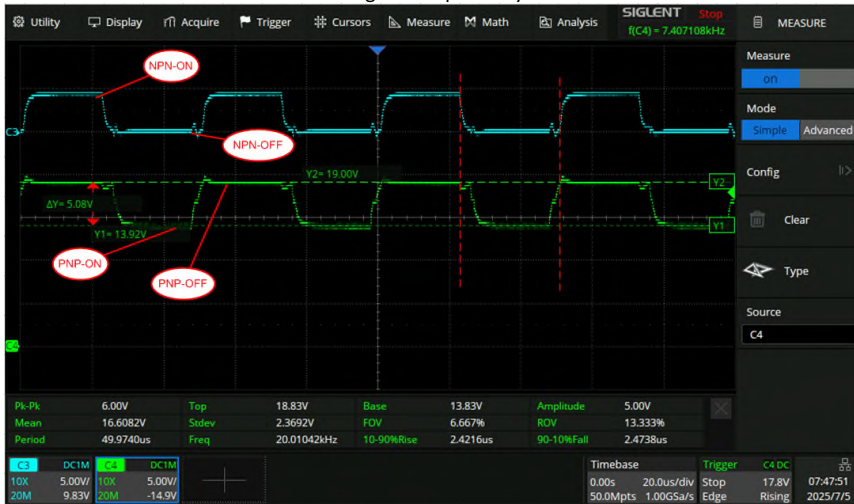 Utility Display Acquire Trigger Cursors Measure Math Analysis SIGLENT Stop MEASURE
f(C4) = 7.407108kHz
Measure
on
Mode
Simple Advanced
Config
Clear
Type
Source
C4
NPN-ON
C3
NPN-OFF
Y2= 19.00V
Y2
ΔY= 5.08V
Y1
Y1= 13.92V
PNP-ON
PNP-OFF
C4
Pk-Pk 6.00V Top 18.83V Base 13.83V Amplitude 5.00V
Mean 16.6082V Stdev 2.3692V FOV 6.667% ROV 13.333%
Period 49.9740us Freq 20.01042kHz 10-90%Rise 2.4216us 90-10%Fall 2.4738us
C3 DC1M C4 DC1M Timebase Trigger C4 DC
10X 5.00V/ 10X 5.00V/ 0.00s 20.0us/div Stop 17.8V 07:47:51
20M 9.83V 20M -14.9V 50.0Mpts 1.00GSa/s Edge Rising 2025/7/5